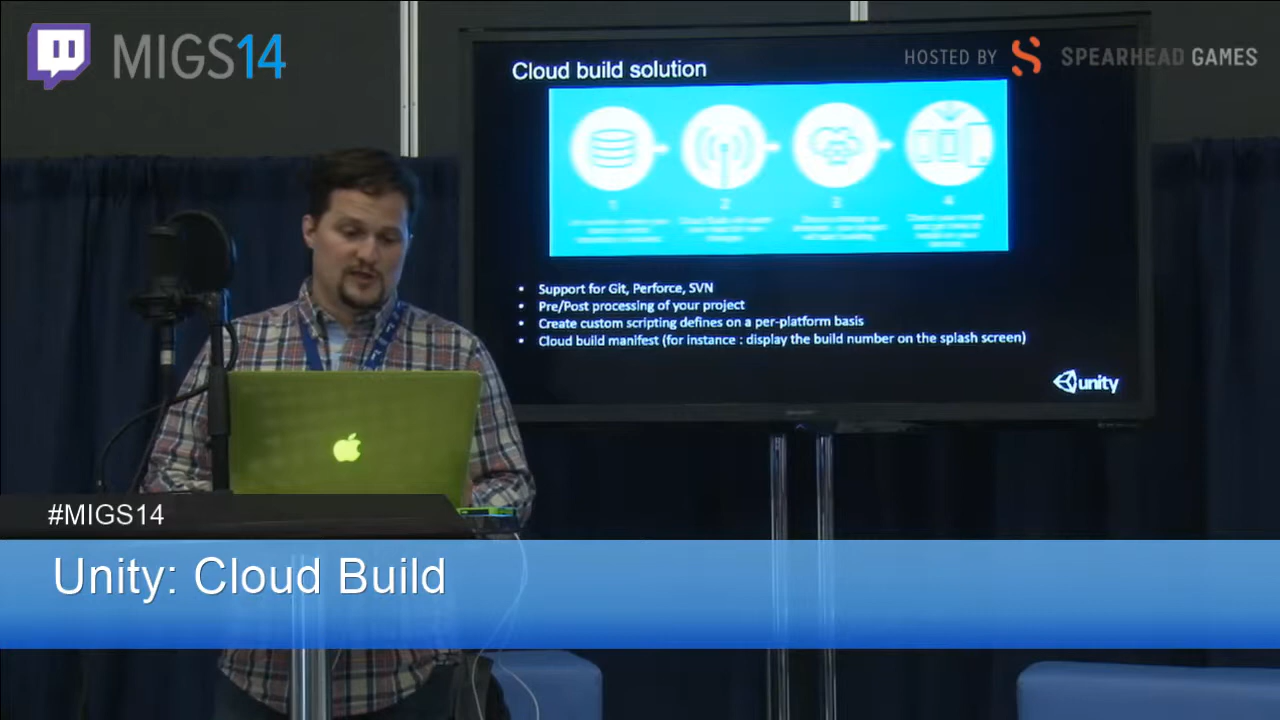 MIGS14
HOSTED BY SPEARHEAD GAMES
Cloud build solution
1 2 3 4
• Support for Git, Perforce, SVN
• Pre/Post processing of your project
• Create custom scripting defines on a per-platform basis
• Cloud build manifest (for instance : display the build number on the splash screen)
unity
#MIGS14
Unity: Cloud Build